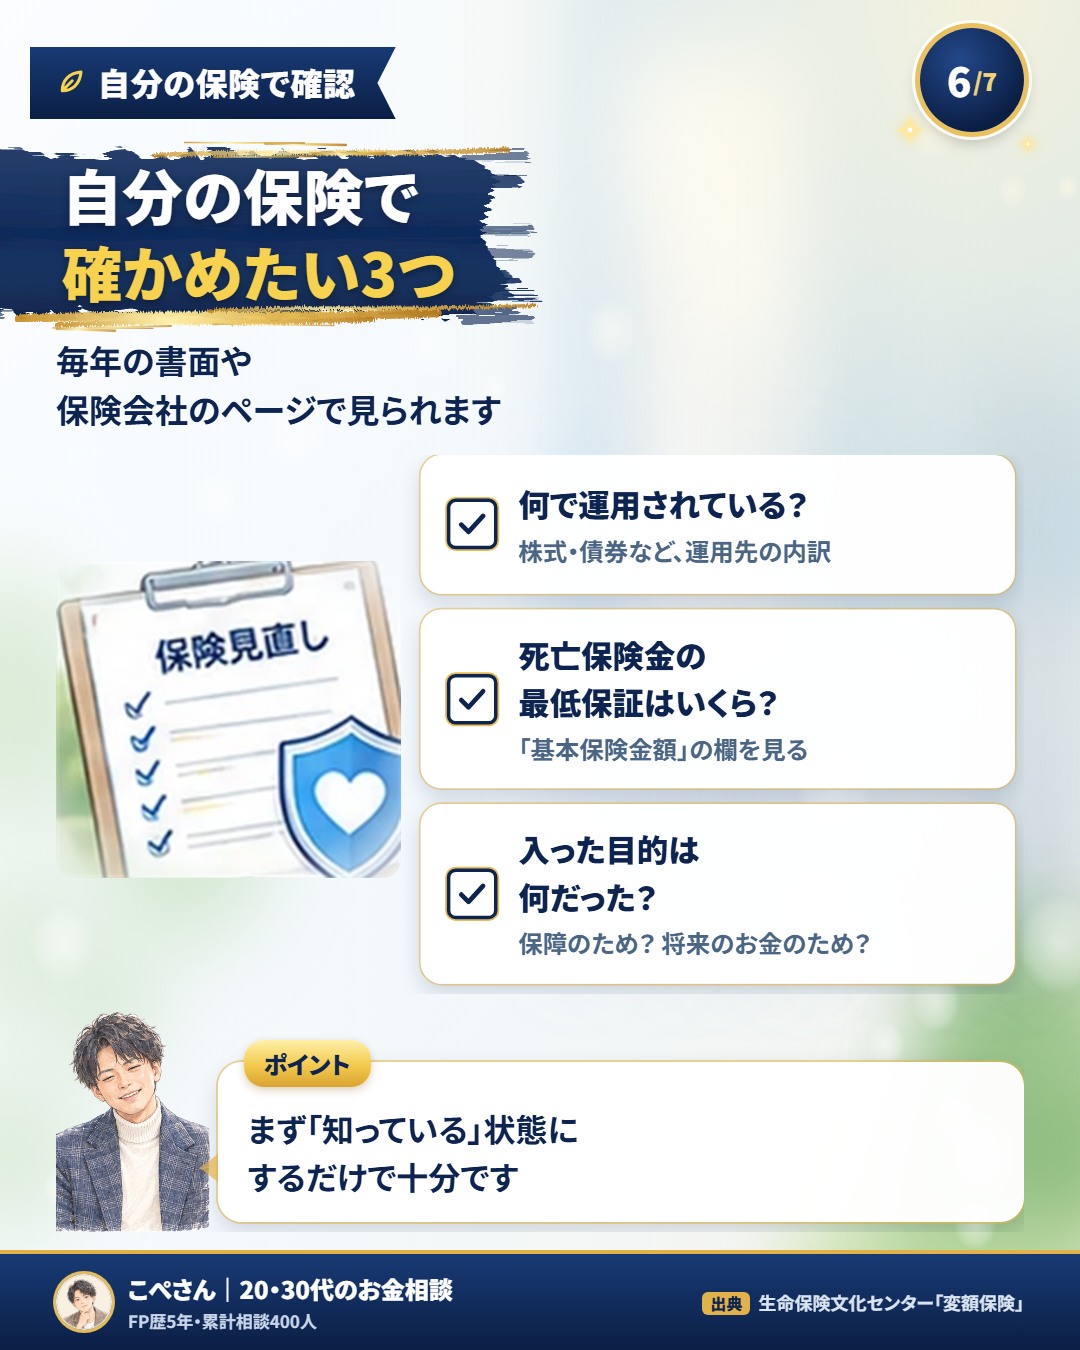 自分の保険で確認
6/7
自分の保険で
確かめたい3つ
毎年の書面や
保険会社のページで見られます
何で運用されている？
株式・債券など、運用先の内訳
保険見直し
死亡保険金の
最低保証はいくら？
「基本保険金額」の欄を見る
入った目的は
何だった？
保障のため？ 将来のお金のため？
ポイント
まず「知っている」状態に
するだけで十分です
こぺさん｜20・30代のお金相談
FP歴5年・累計相談400人
出典 生命保険文化センター「変額保険」